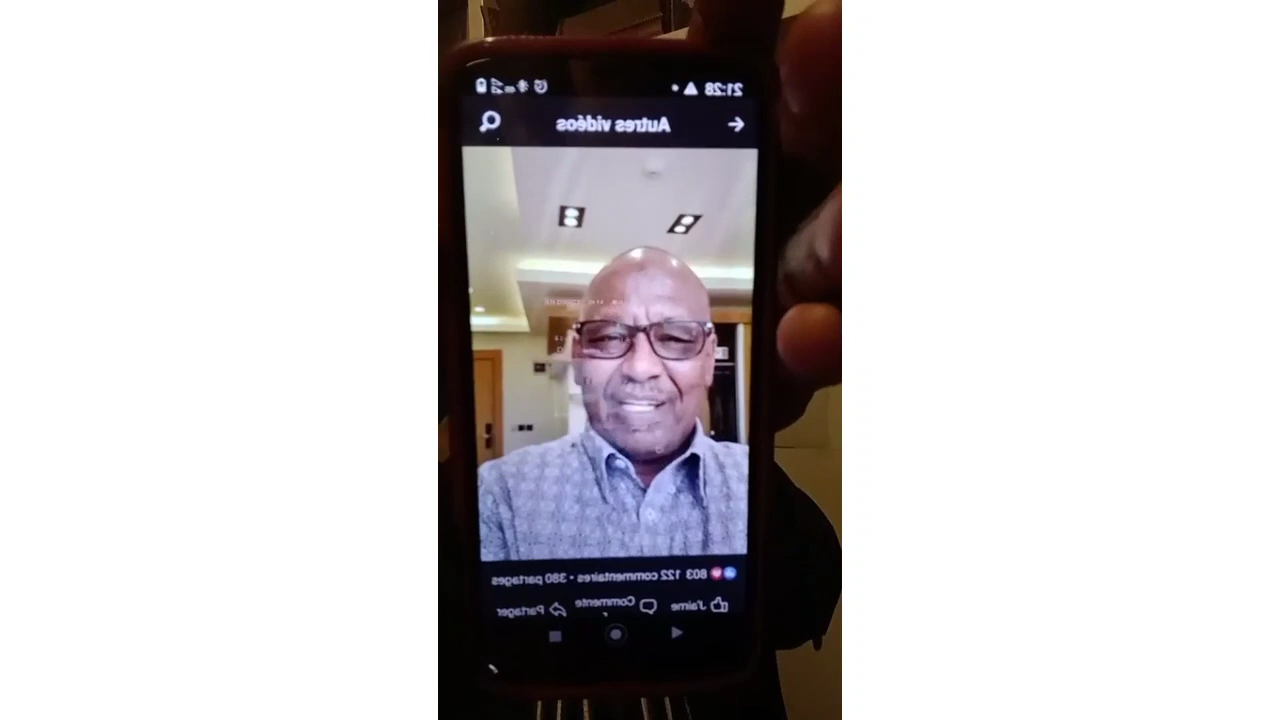 21:28
Autres vidéos
803 122 commentaires • 380 partages
J'aime Commente Partager